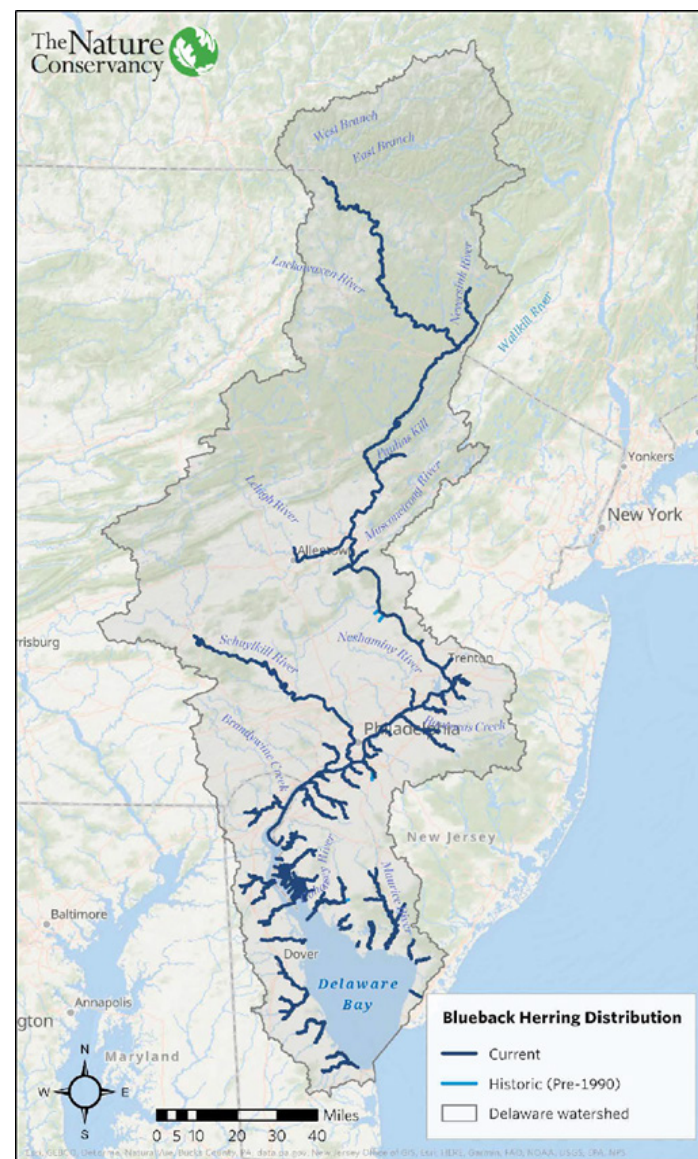 The Nature
Conservancy
West Branch
East Branch
Lackawaxen River
Neversink River
Wallkill River
Paulins Kill
Yonkers
Lehigh River
Musconetcong River
New York
Allentown
rrisburg
Schuylkill River
Neshaminy River
Trenton
Philadelphia
Creek
Brandywine Creek
New Jersey
River
Maurice River
Baltimore
Dover
Delaware
Bay
Annapolis
gton
Maryland
Blueback Herring Distribution
Current
Historic (Pre-1990)
Delaware watershed
N
W
E
S
Miles
0 5 10 20 30 40